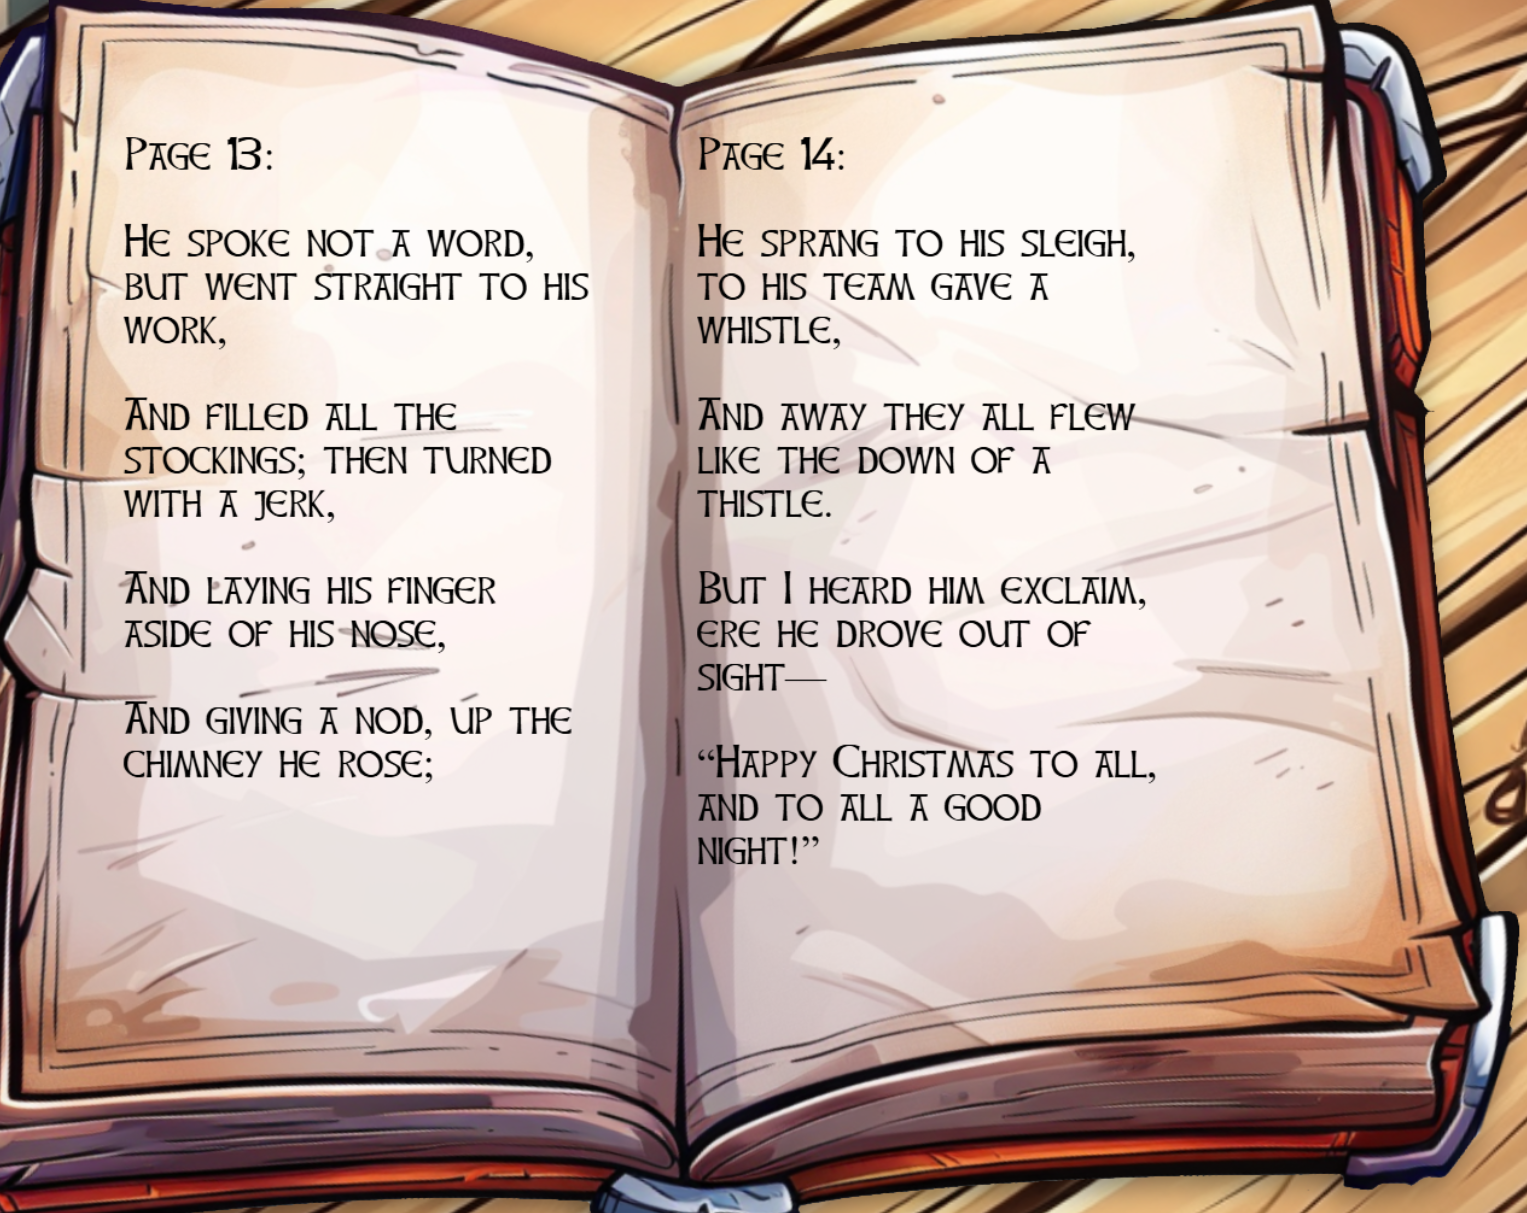 Page 13:
He spoke not a word,
but went straight to his
work,
And filled all the
stockings; then turned
with a jerk,
And laying his finger
aside of his nose,
And giving a nod, up the
chimney he rose;
Page 14:
He sprang to his sleigh,
to his team gave a
whistle,
And away they all flew
like the down of a
thistle.
But I heard him exclaim,
ere he drove out of
sight—
“Happy Christmas to all,
and to all a good
night!”